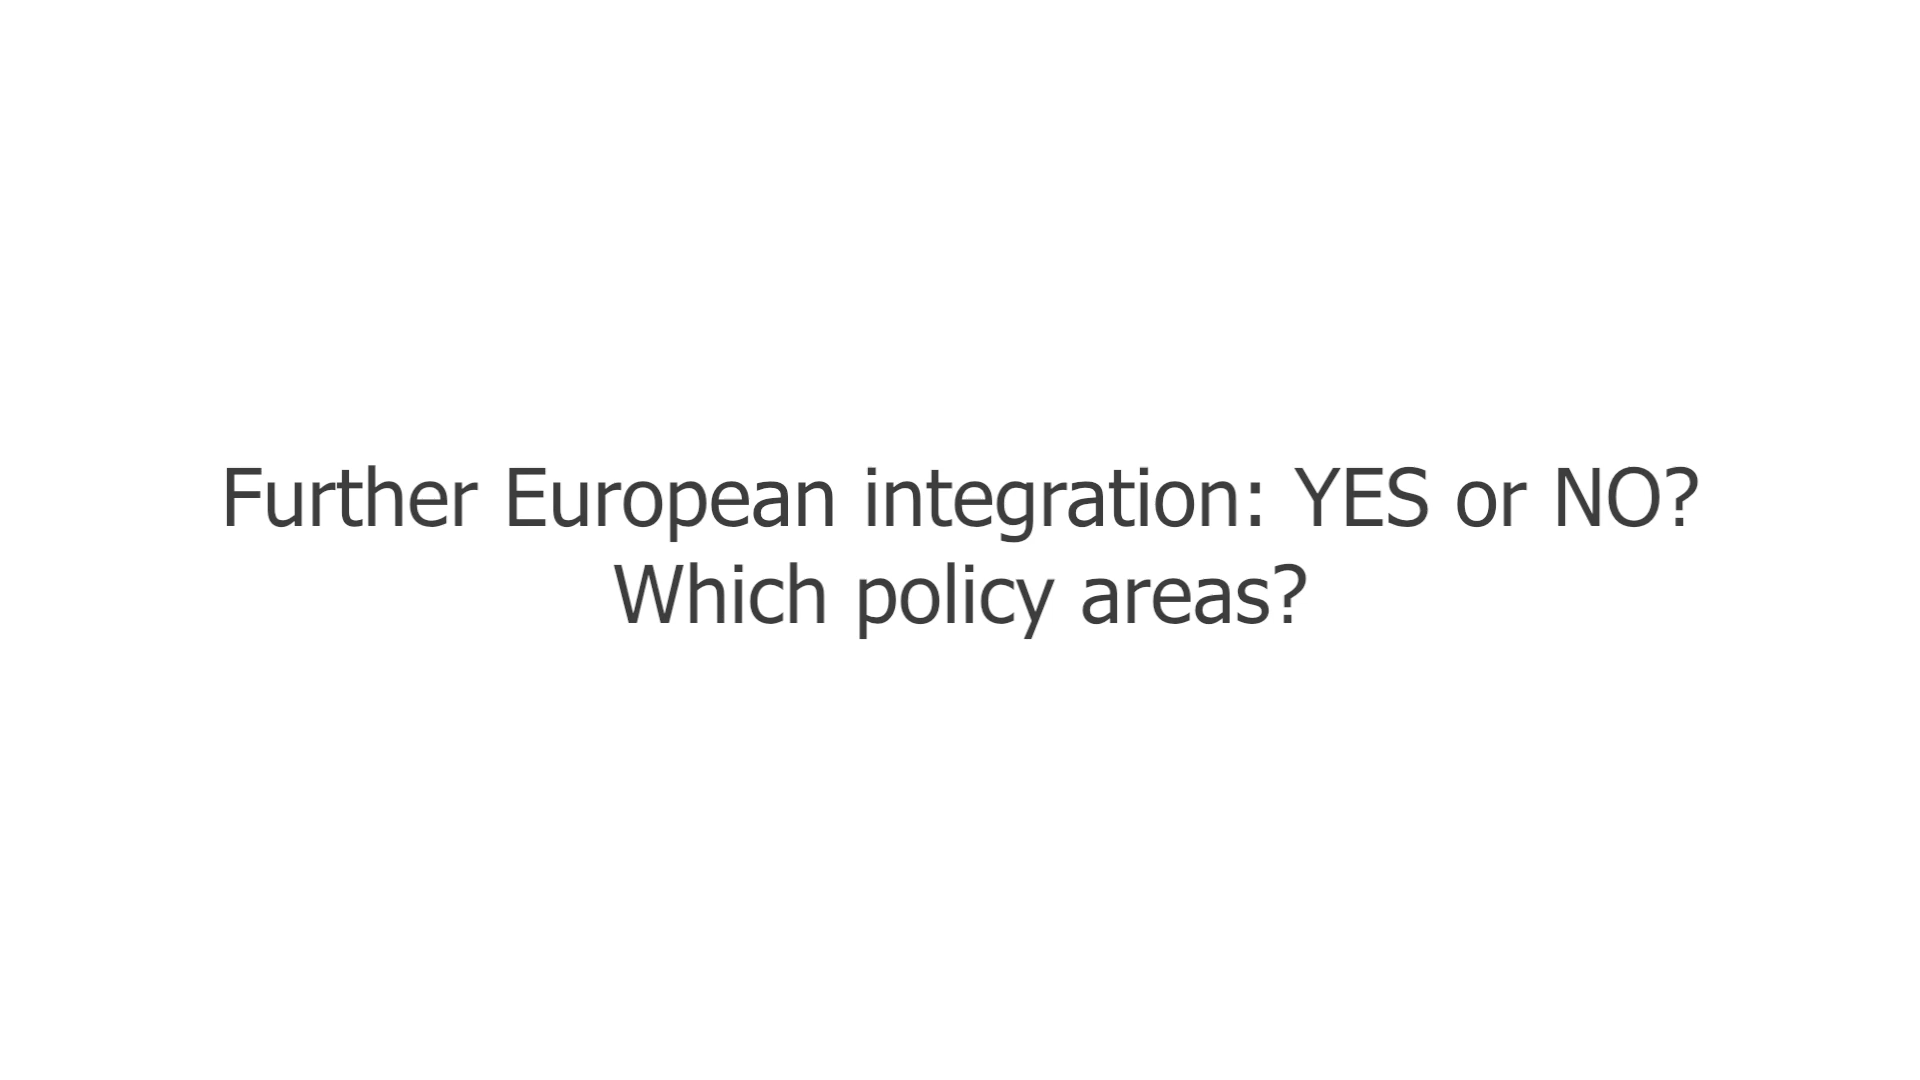 Further European integration: YES or NO?
Which policy areas?